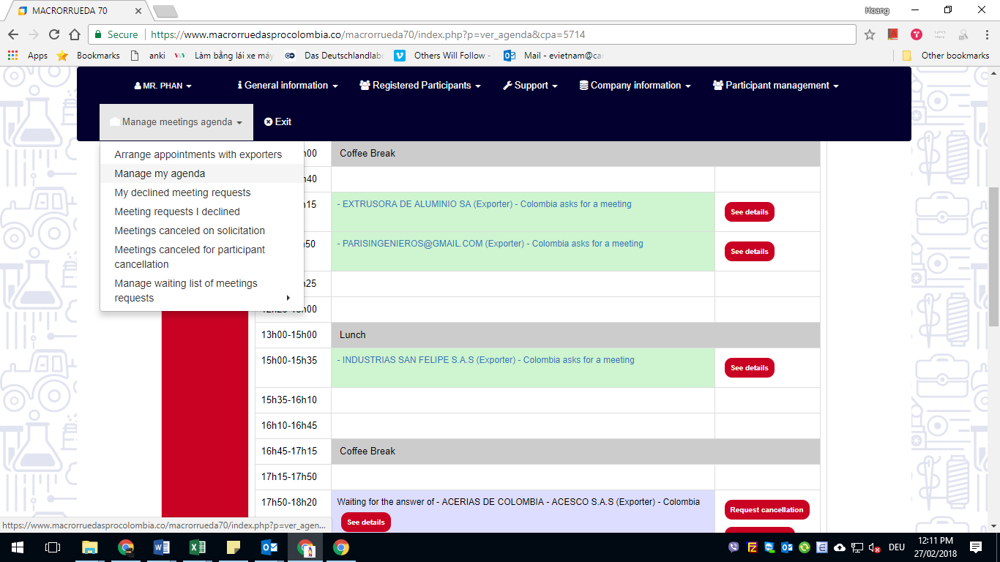 MACRORRUEDA 70
Hoang
Secure
https://www.macrorruedasprocolombia.co/macrorrueda70/index.php?p=ver_agenda&cpa=5714
Apps
Bookmarks
anki
Làm bằng lái xe máy
Das Deutschlandlab
Others Will Follow -
Mail - evietnam@ca
Other bookmarks
MR. PHAN
General information
Registered Participants
Support
Company information
Participant management
Manage meetings agenda
Exit
Arrange appointments with exporters
Manage my agenda
My declined meeting requests
Meeting requests I declined
Meetings canceled on solicitation
Meetings canceled for participant
cancellation
Manage waiting list of meetings
requests
h00 Coffee Break
h40
h15 - EXTRUSORA DE ALUMINIO SA (Exporter) - Colombia asks for a meeting
See details
h50 - PARISINGENIEROS@GMAIL.COM (Exporter) - Colombia asks for a meeting
See details
h25
13h00-15h00 Lunch
15h00-15h35 - INDUSTRIAS SAN FELIPE S.A.S (Exporter) - Colombia asks for a meeting
See details
15h35-16h10
16h10-16h45
16h45-17h15 Coffee Break
17h15-17h50
17h50-18h20 Waiting for the answer of - ACERIAS DE COLOMBIA - ACESCO S.A.S (Exporter) - Colombia
Request cancellation
See details
https://www.macrorruedasprocolombia.co/macrorrueda70/index.php?p=ver_agen...
DEU
12:11 PM
27/02/2018